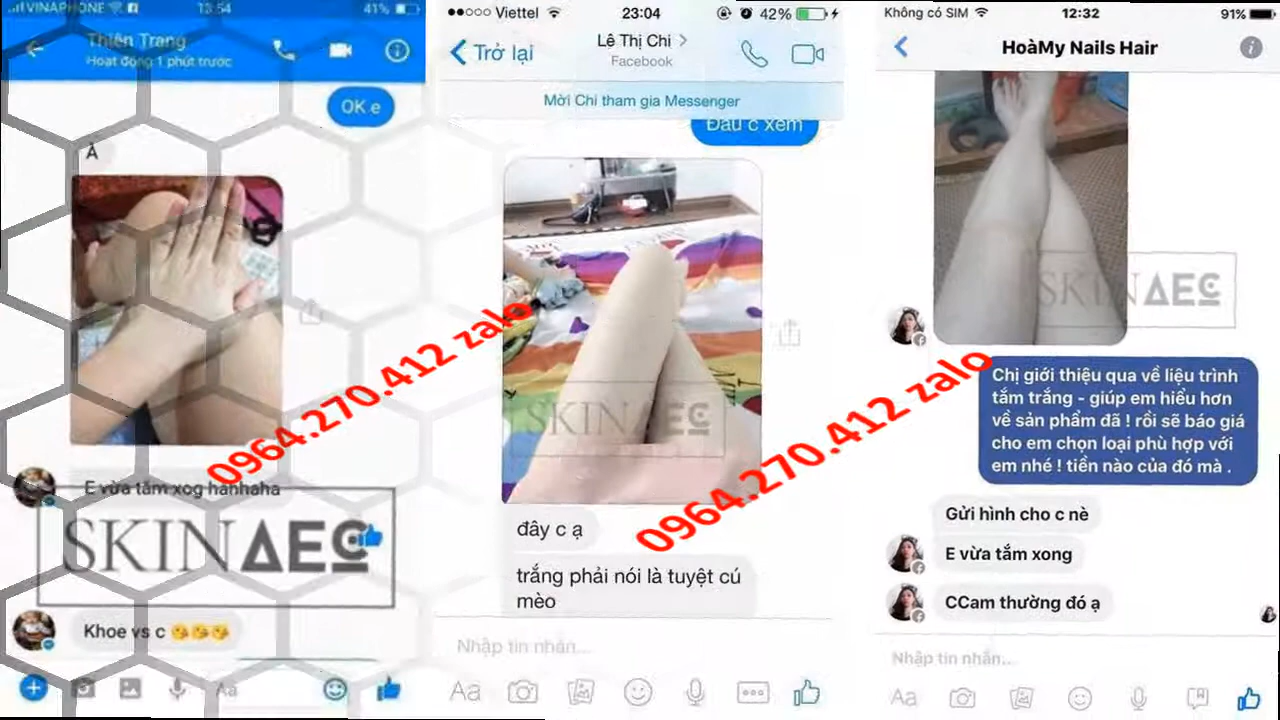 VINAPHONE 13:54 41%
Thiên Trang
Hoạt động 1 phút trước
OK e
À
E vừa tắm xog hahhaha
SKINAEC
Khoe vs c
Aa
Viettel 23:04 42%
Trở lại
Lê Thị Chi
Facebook
Mời Chi tham gia Messenger
Đâu c xem
SKINAEC
đây c ạ
trắng phải nói là tuyệt cú
mèo
Nhập tin nhắn...
Aa
0964.270.412 zalo
0964.270.412 zalo
Không có SIM 12:32 91%
HoàMy Nails Hair
SKINAEC
Chị giới thiệu qua về liệu trình
tắm trắng - giúp em hiểu hơn
về sản phẩm đã ! rồi sẽ báo giá
cho em chọn loại phù hợp với
em nhé ! tiền nào của đó mà .
Gửi hình cho c nè
E vừa tắm xong
CCam thường đó ạ
Nhập tin nhắn...
Aa